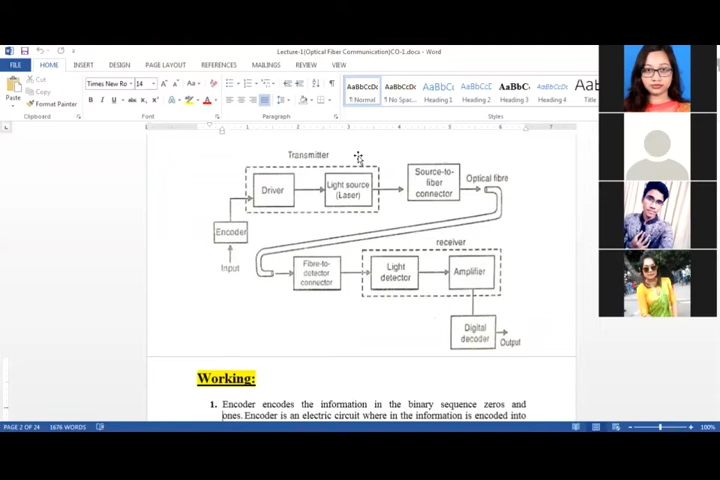 Lecture-1(Optical Fiber Communication)CO-1.docx - Word
FILE HOME INSERT DESIGN PAGE LAYOUT REFERENCES MAILINGS REVIEW VIEW
Cut
Copy
Paste
Format Painter
Times New Ro 14
Clipboard Font Paragraph Styles
AaBbCcDc AaBbCcDc AaBbC AaBbCc AaBbC AaBbCc
Normal No Spac... Heading 1 Heading 2 Heading 3 Heading 4
Transmitter
Driver
Light source
(Laser)
Source-to-
fiber
connector
Optical fibre
Encoder
Input
receiver
Fibre-to-
detector
connector
Light
detector
Amplifier
Digital
decoder
Output
Working:
1. Encoder encodes the information in the binary sequence zeros and
ones. Encoder is an electric circuit where in the information is encoded into
PAGE 2 OF 24 1676 WORDS 100%